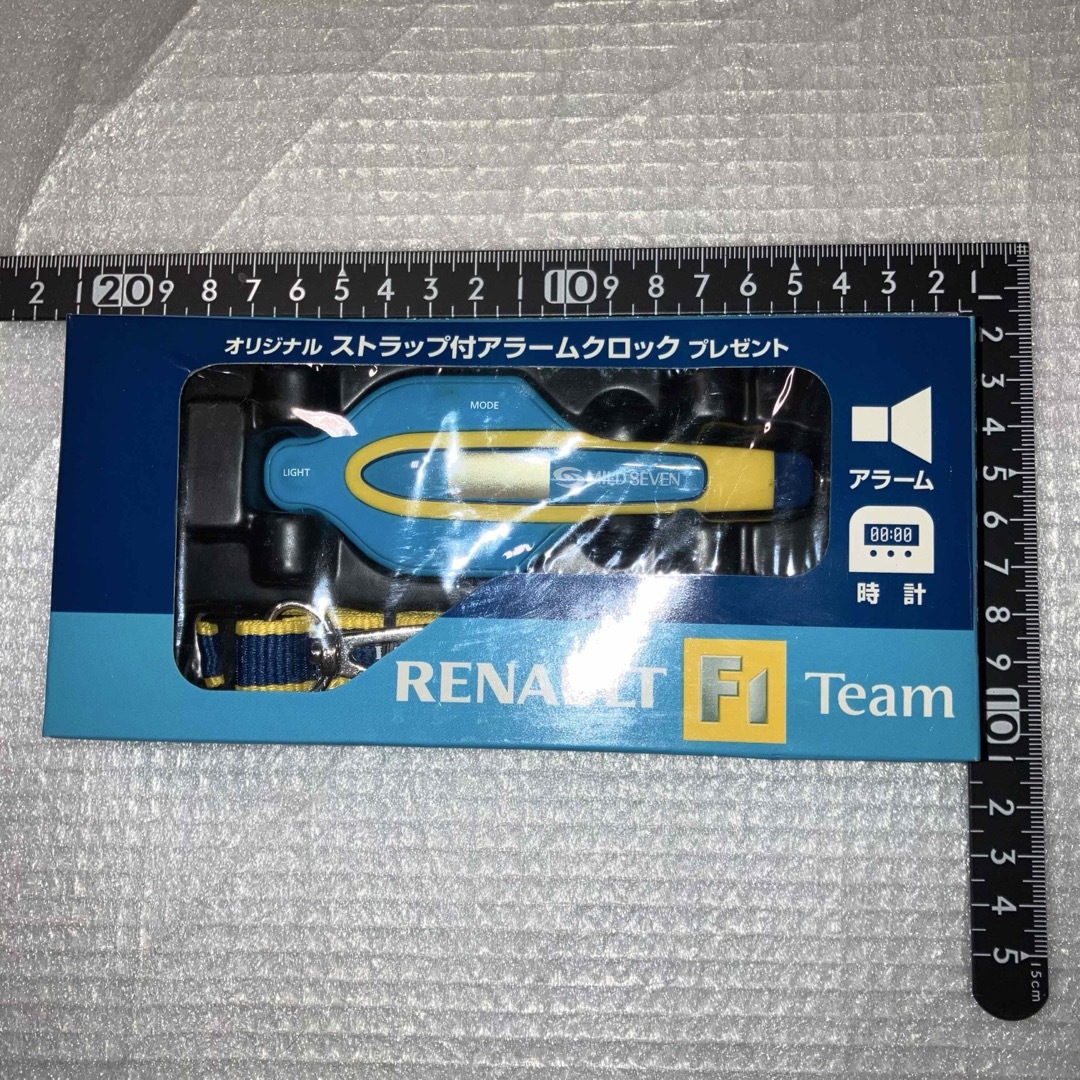 2 1 20 9 8 7 6 5 4 3 2 1 10 9 8 7 6 5 4 3 2 1
オリジナル ストラップ付アラームクロック プレゼント
MODE
LIGHT
MILD SEVEN
アラーム
00:00
時計
RENAULT F1 Team
2
3
4
5
6
7
8
9
10
1
2
3
4
5
15cm